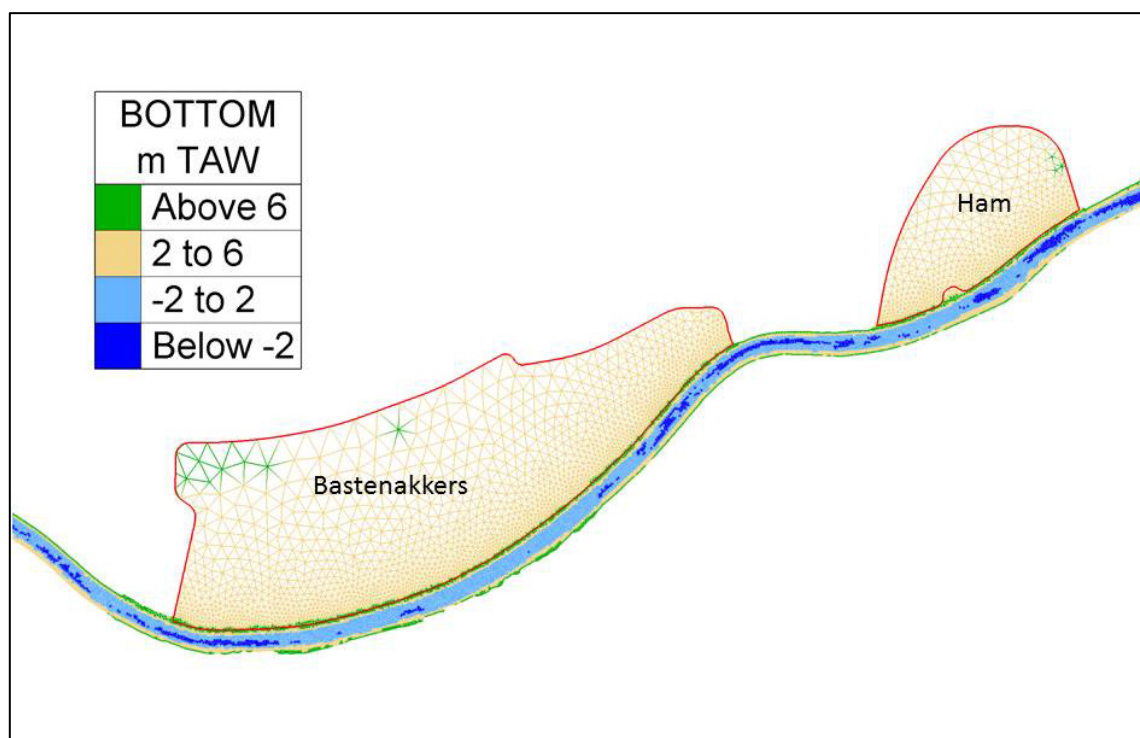 BOTTOM
m TAW
Above 6
2 to 6
-2 to 2
Below -2
Ham
Bastenakkers